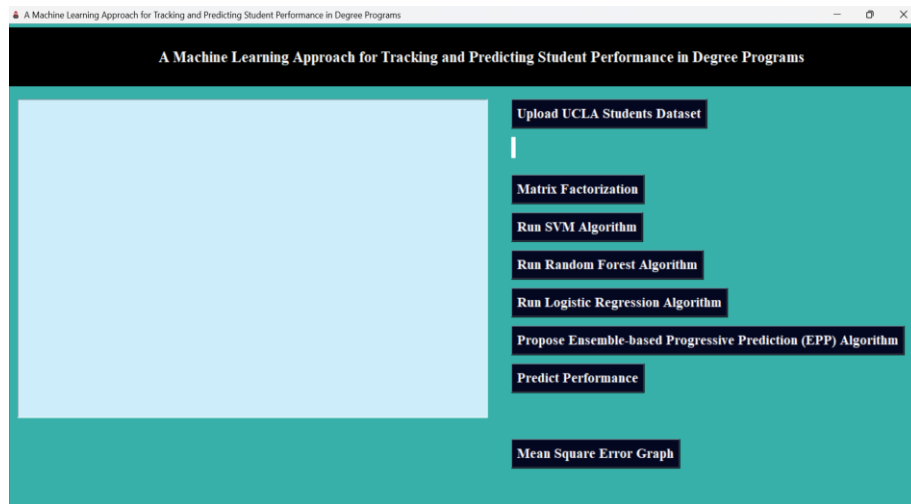 A Machine Learning Approach for Tracking and Predicting Student Performance in Degree Programs
A Machine Learning Approach for Tracking and Predicting Student Performance in Degree Programs
Upload UCLA Students Dataset
Matrix Factorization
Run SVM Algorithm
Run Random Forest Algorithm
Run Logistic Regression Algorithm
Propose Ensemble-based Progressive Prediction (EPP) Algorithm
Predict Performance
Mean Square Error Graph